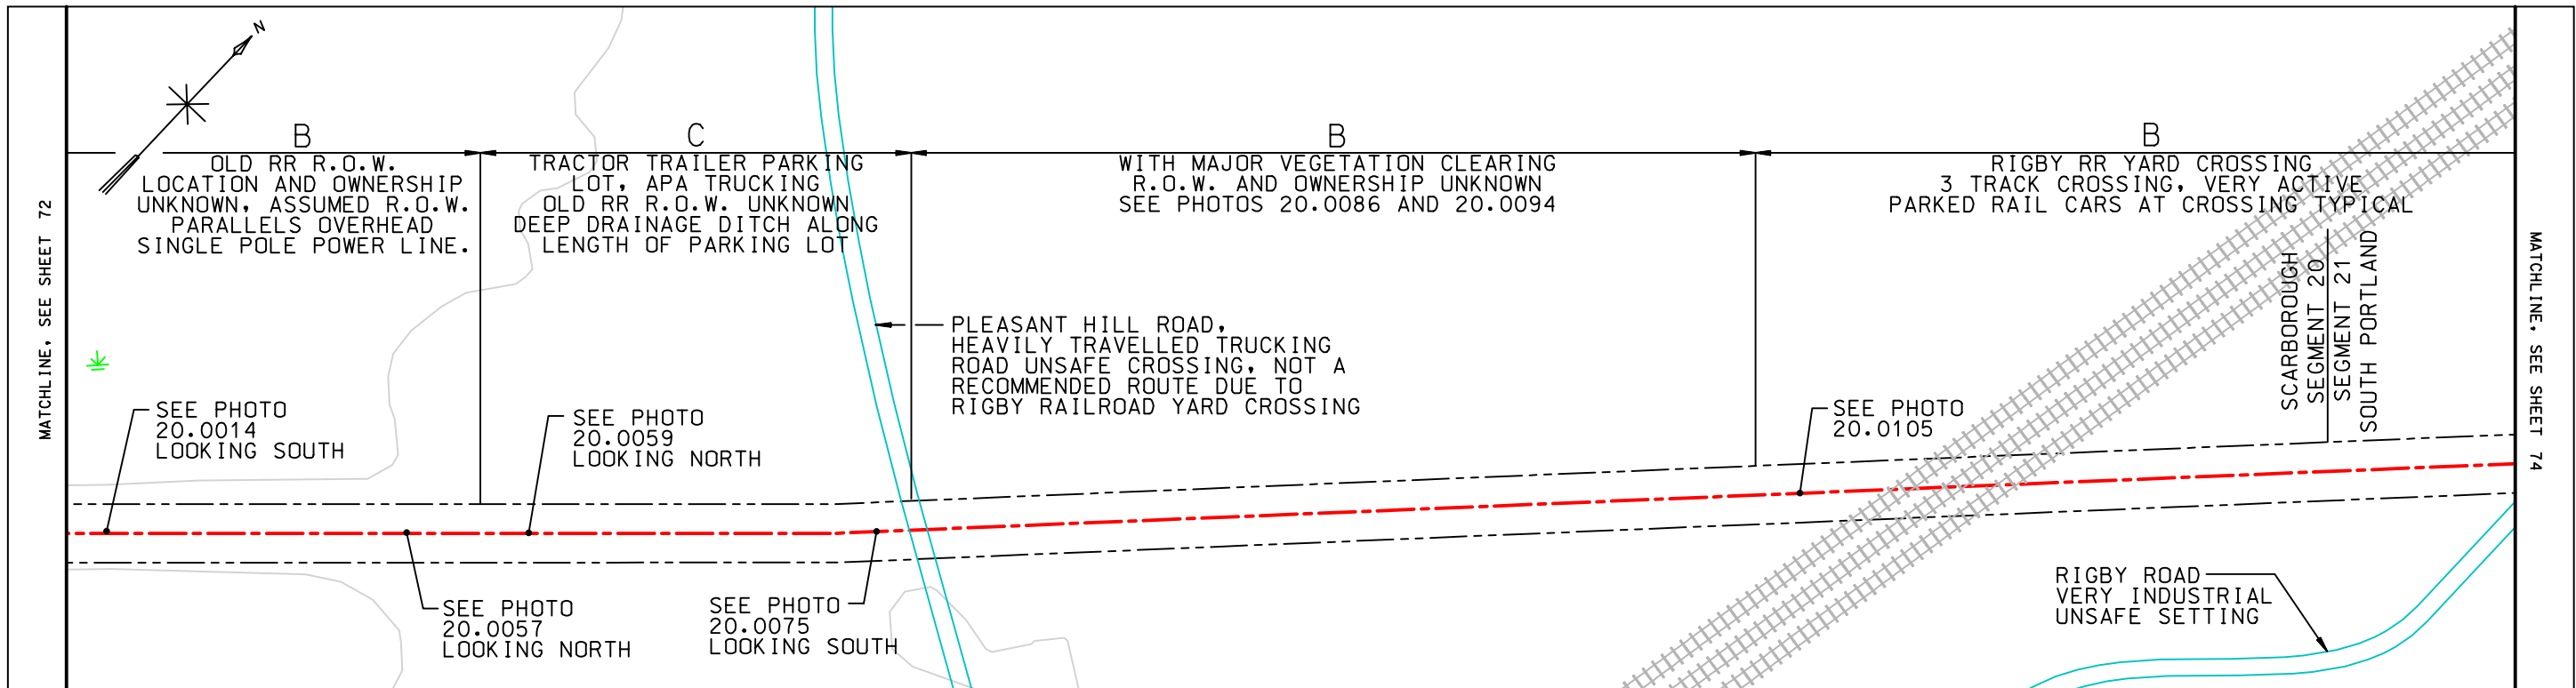 N
MATCHLINE, SEE SHEET 72
B
OLD RR R.O.W.
LOCATION AND OWNERSHIP
UNKNOWN, ASSUMED R.O.W.
PARALLELS OVERHEAD
SINGLE POLE POWER LINE.
C
TRACTOR TRAILER PARKING
LOT, APA TRUCKING
OLD RR R.O.W. UNKNOWN
DEEP DRAINAGE DITCH ALONG
LENGTH OF PARKING LOT
B
WITH MAJOR VEGETATION CLEARING
R.O.W. AND OWNERSHIP UNKNOWN
SEE PHOTOS 20.0086 AND 20.0094
B
RIGBY RR YARD CROSSING
3 TRACK CROSSING, VERY ACTIVE
PARKED RAIL CARS AT CROSSING TYPICAL
SCARBOROUGH
SEGMENT 20
SEGMENT 21
SOUTH PORTLAND
MATCHLINE, SEE SHEET 74
PLEASANT HILL ROAD,
HEAVILY TRAVELLED TRUCKING
ROAD UNSAFE CROSSING, NOT A
RECOMMENDED ROUTE DUE TO
RIGBY RAILROAD YARD CROSSING
SEE PHOTO
20.0014
LOOKING SOUTH
SEE PHOTO
20.0059
LOOKING NORTH
SEE PHOTO
20.0105
SEE PHOTO
20.0057
LOOKING NORTH
SEE PHOTO
20.0075
LOOKING SOUTH
RIGBY ROAD
VERY INDUSTRIAL
UNSAFE SETTING